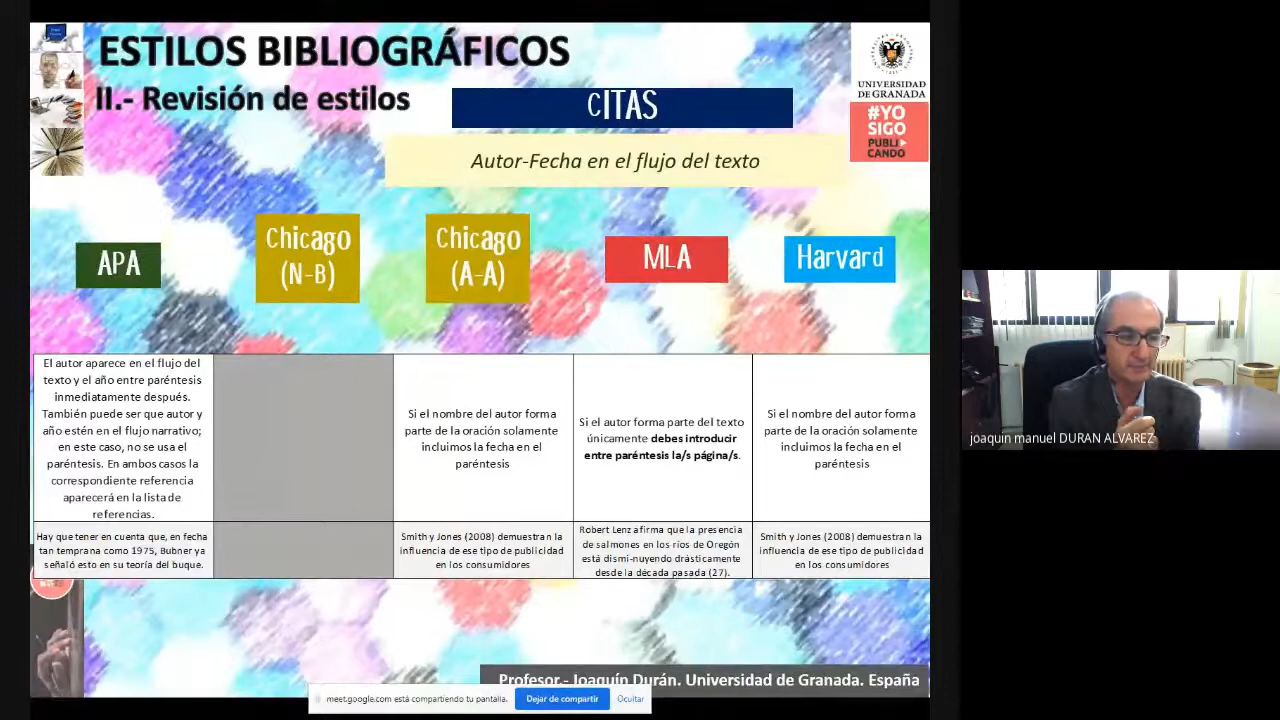 ESTILOS BIBLIOGRÁFICOS
II.- Revisión de estilos
CITAS
Autor-Fecha en el flujo del texto
UNIVERSIDAD
DE GRANADA
#YO
SIGO
PUBLI
CANDO
APA
Chicago
(N-B)
Chicago
(A-A)
MLA
Harvard
El autor aparece en el flujo del
texto y el año entre paréntesis
inmediatamente después.
También puede ser que autor y
año estén en el flujo narrativo;
en este caso, no se usa el
paréntesis. En ambos casos la
correspondiente referencia
aparecerá en la lista de
referencias.
Si el nombre del autor forma
parte de la oración solamente
incluimos la fecha en el
paréntesis
Si el autor forma parte del texto
únicamente debes introducir
entre paréntesis la/s página/s.
Si el nombre del autor forma
parte de la oración solamente
incluimos la fecha en el
paréntesis
Hay que tener en cuenta que, en fecha
tan temprana como 1975, Bubner ya
señaló esto en su teoría del buque.
Smith y Jones (2008) demuestran la
influencia de ese tipo de publicidad
en los consumidores
Robert Lenz afirma que la presencia
de salmones en los ríos de Oregón
está dismi-nuyendo drásticamente
desde la década pasada (27).
Smith y Jones (2008) demuestran la
influencia de ese tipo de publicidad
en los consumidores
Profesor.- Joaquín Durán. Universidad de Granada. España
meet.google.com está compartiendo tu pantalla.
Dejar de compartir
Ocultar
joaquin manuel DURAN ALVAREZ